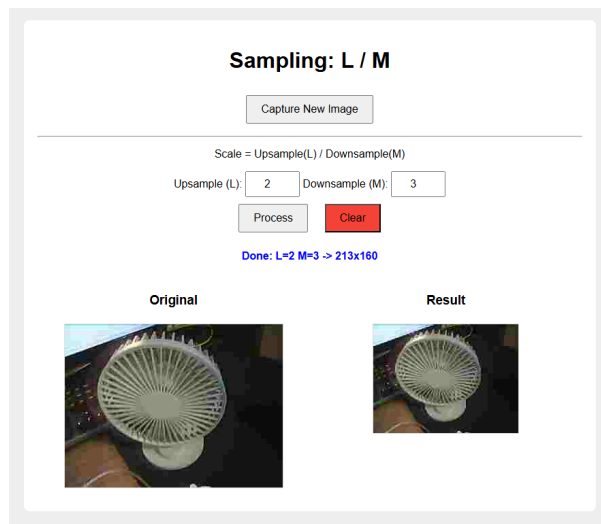 Sampling: L / M
Capture New Image
Scale = Upsample(L) / Downsample(M)
Upsample (L): 2 Downsample (M): 3
Process Clear
Done: L=2 M=3 -> 213x160
Original Result